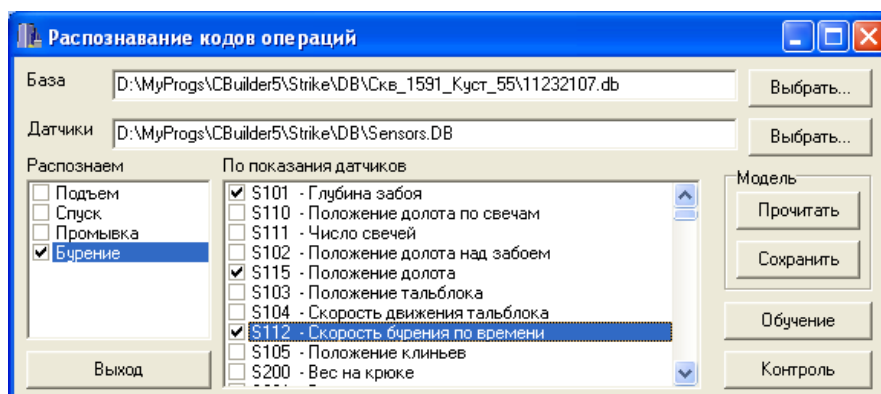 Распознавание кодов операций
База
D:\MyProgs\CBuilder5\Strike\DB\Скв_1591_Куст_55\11232107.db
Выбрать...
Датчики
D:\MyProgs\CBuilder5\Strike\DB\Sensors.DB
Выбрать...
Распознаем
Подъем
Спуск
Промывка
Бурение
Выход
По показания датчиков
S101 - Глубина забоя
S110 - Положение долота по свечам
S111 - Число свечей
S102 - Положение долота над забоем
S115 - Положение долота
S103 - Положение тальблока
S104 - Скорость движения тальблока
S112 - Скорость бурения по времени
S105 - Положение клиньев
S200 - Вес на крюке
Модель
Прочитать
Сохранить
Обучение
Контроль